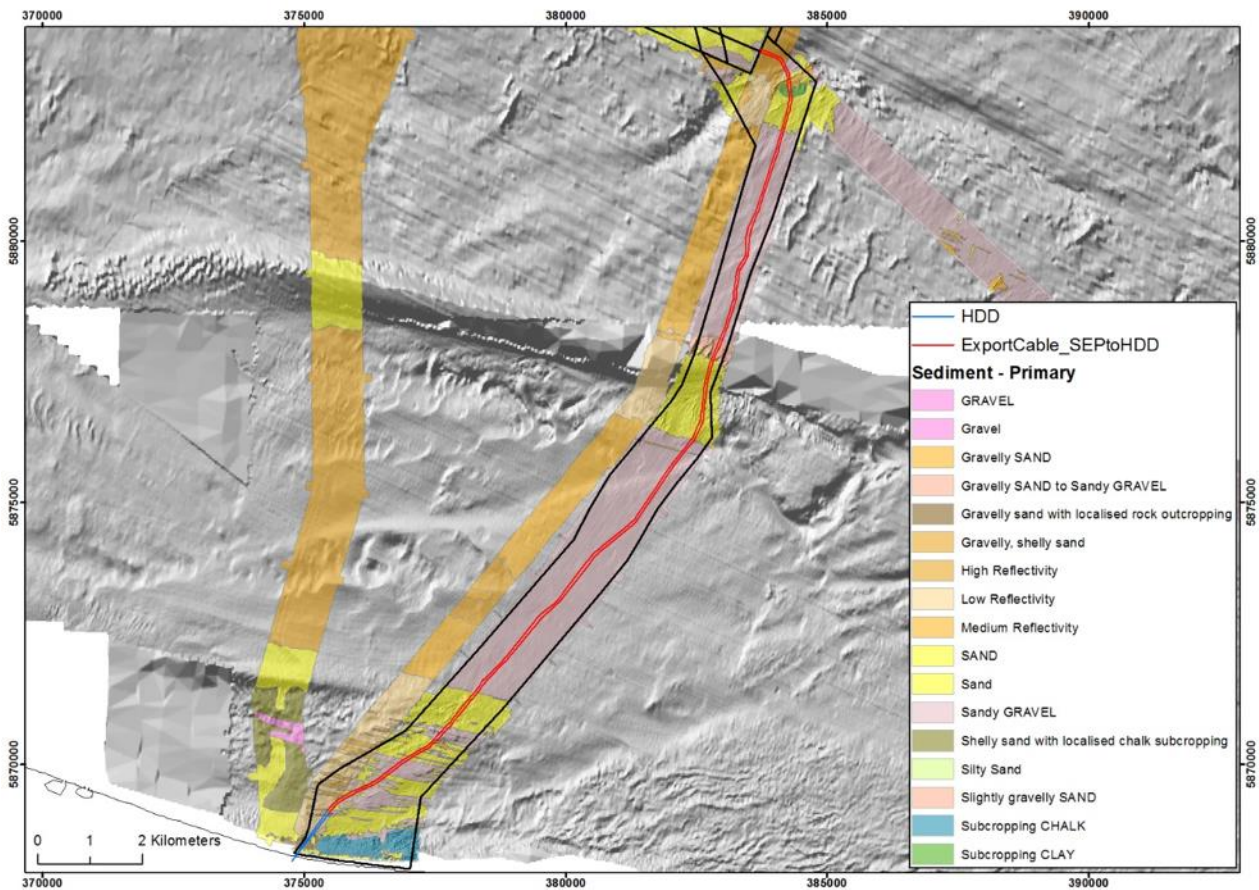 370000 375000 380000 385000 390000
5880000 5880000
5875000 5875000
5870000 5870000
HDD
ExportCable_SEPtoHDD
Sediment - Primary
GRAVEL
Gravel
Gravelly SAND
Gravelly SAND to Sandy GRAVEL
Gravelly sand with localised rock outcropping
Gravelly, shelly sand
High Reflectivity
Low Reflectivity
Medium Reflectivity
SAND
Sand
Sandy GRAVEL
Shelly sand with localised chalk subcropping
Silty Sand
Slightly gravelly SAND
Subcropping CHALK
Subcropping CLAY
0 1 2 Kilometers
370000 375000 380000 385000 390000